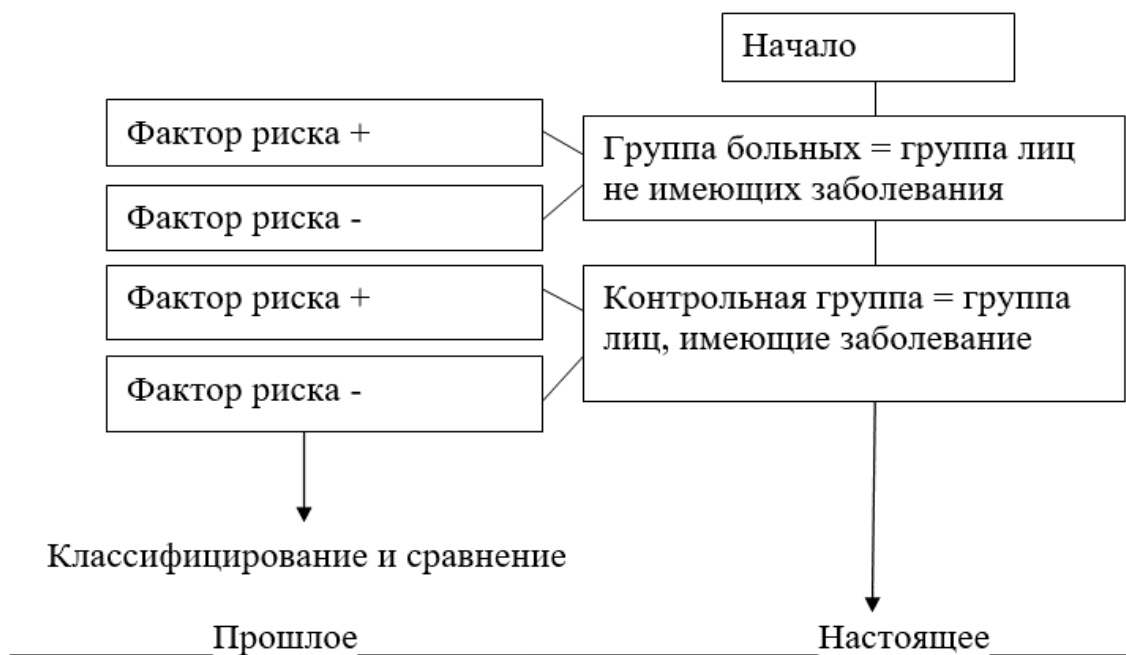 Начало
Фактор риска +
Группа больных = группа лиц
не имеющих заболевания
Фактор риска -
Фактор риска +
Контрольная группа = группа
лиц, имеющие заболевание
Фактор риска -
Классифицирование и сравнение
Прошлое
Настоящее